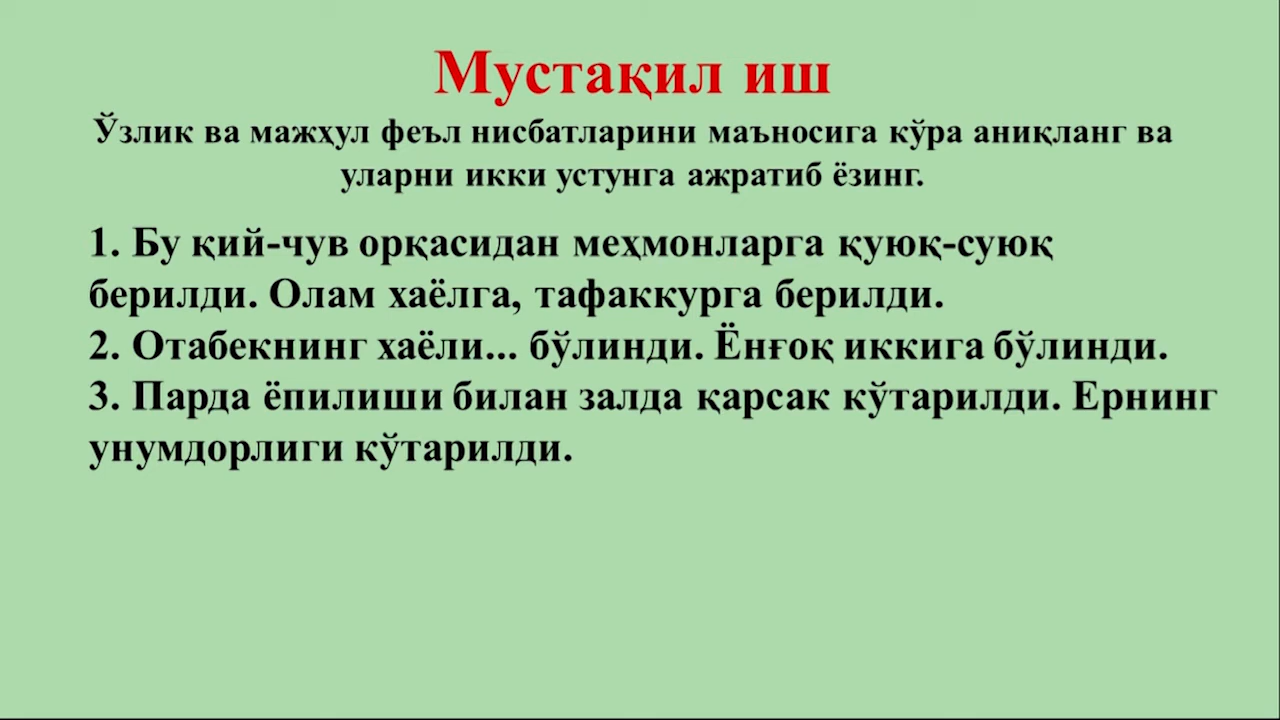 Мустақил иш
Ўзлик ва мажҳул феъл нисбатларини маъносига кўра аниқланг ва
уларни икки устунга ажратиб ёзинг.
1. Бу қий-чув орқасидан меҳмонларга қуюқ-суюқ
берилди. Олам хаёлга, тафаккурга берилди.
2. Отабекнинг хаёли... бўлинди. Ёнғоқ иккига бўлинди.
3. Парда ёпилиши билан залда қарсак кўтарилди. Ернинг
унумдорлиги кўтарилди.